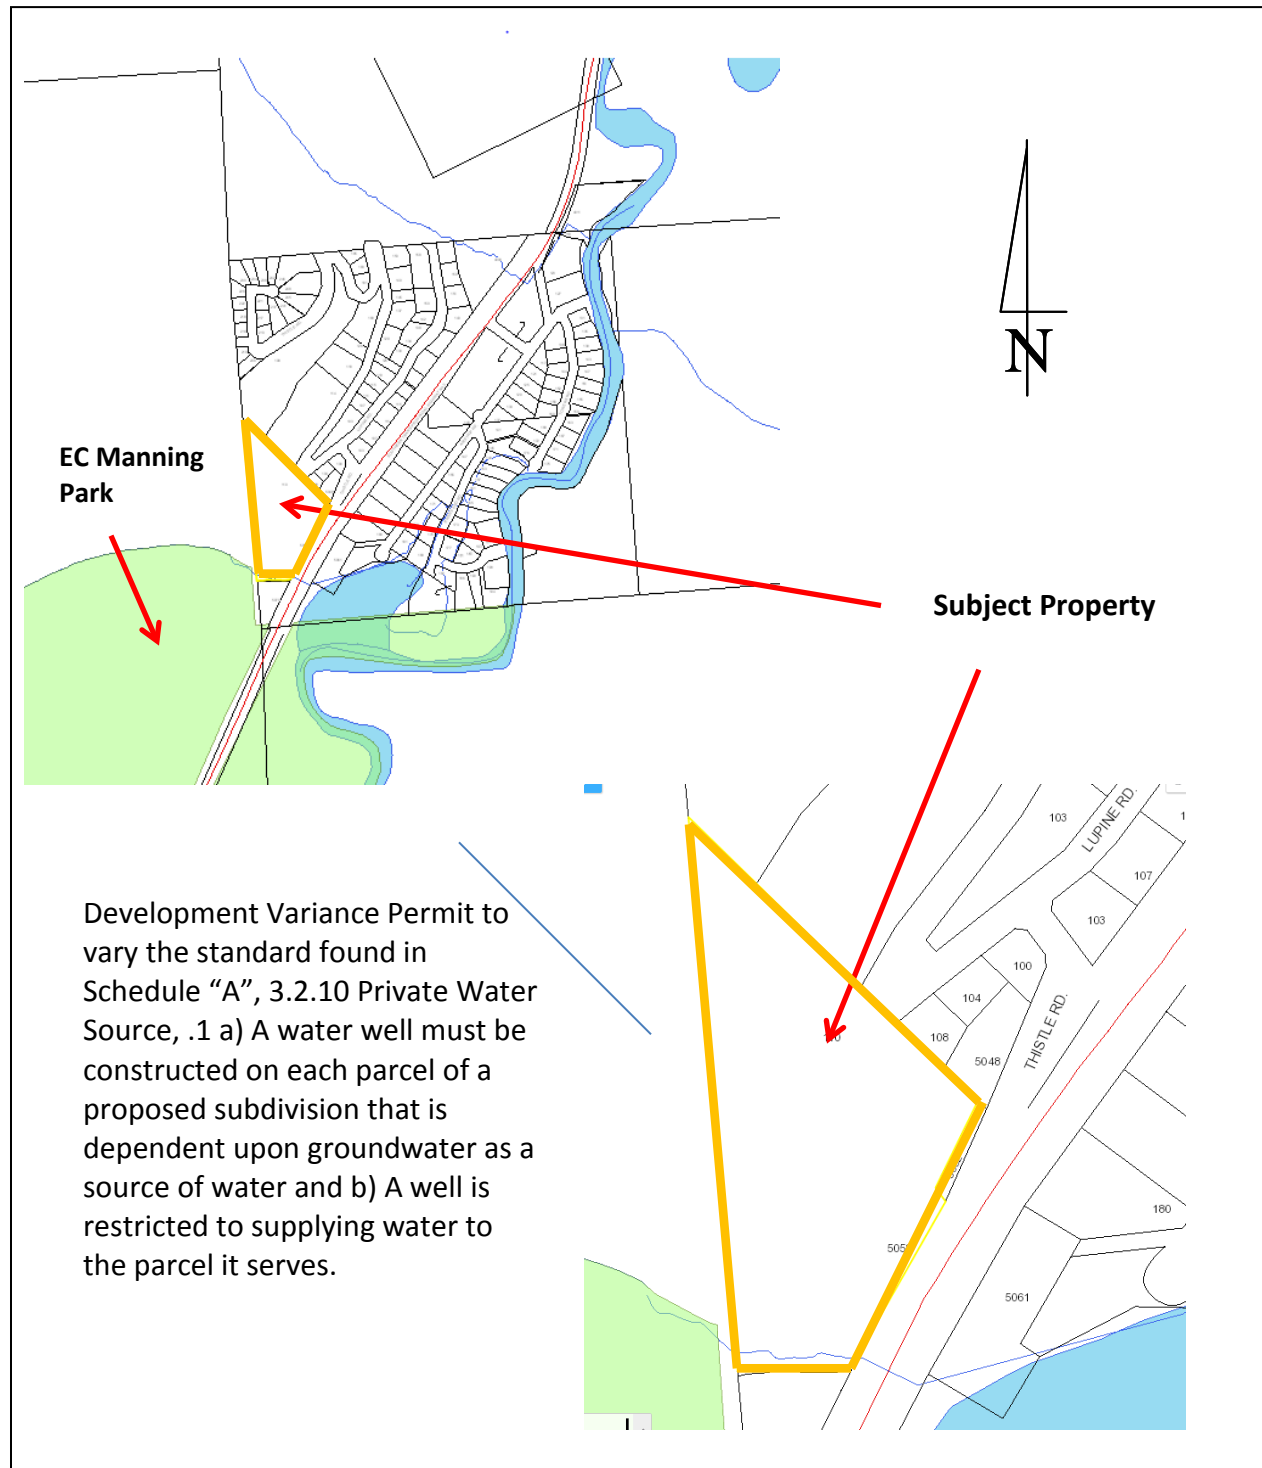 N
EC Manning
Park
Subject Property
LUPINE RD.
103
107
103
100
104
108
5048
THISTLE RD.
180
5061
Development Variance Permit to
vary the standard found in
Schedule “A”, 3.2.10 Private Water
Source, .1 a) A water well must be
constructed on each parcel of a
proposed subdivision that is
dependent upon groundwater as a
source of water and b) A well is
restricted to supplying water to
the parcel it serves.